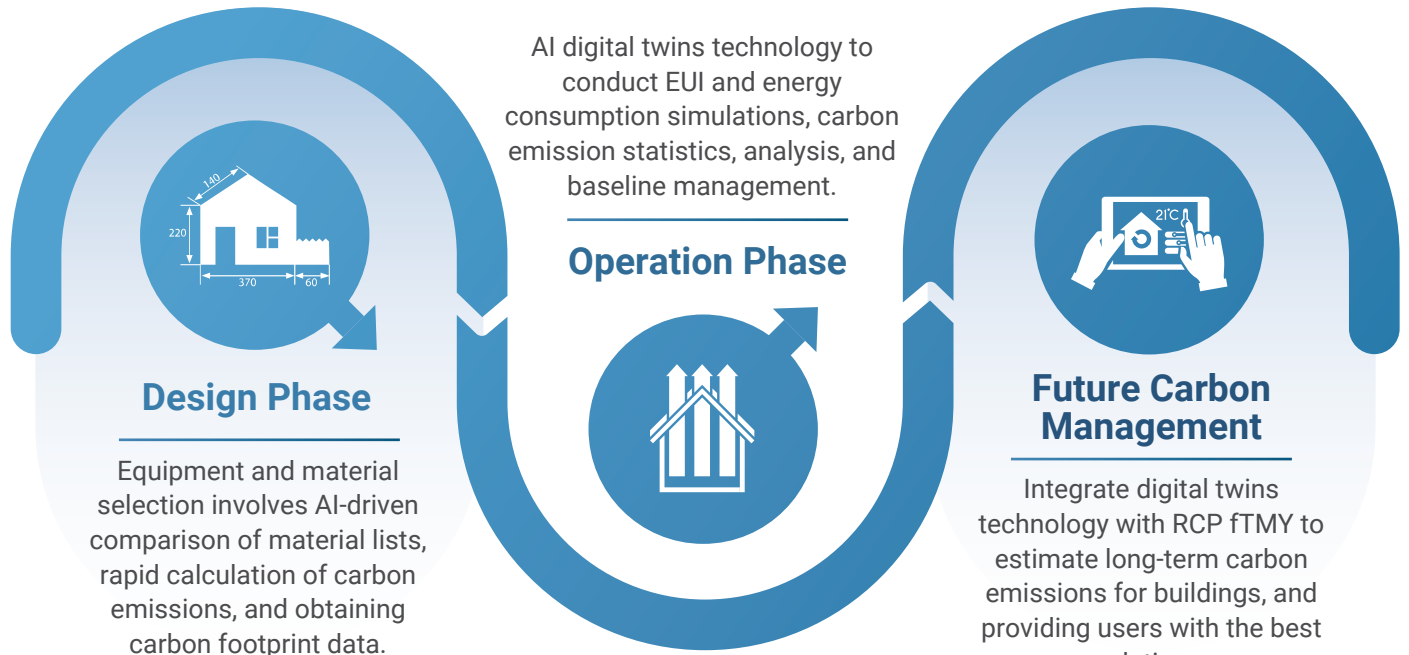 140
220
370
60
Design Phase
Equipment and material
selection involves AI-driven
comparison of material lists,
rapid calculation of carbon
emissions, and obtaining
carbon footprint data.
AI digital twins technology to
conduct EUI and energy
consumption simulations, carbon
emission statistics, analysis, and
baseline management.
Operation Phase
21°C
Future Carbon
Management
Integrate digital twins
technology with RCP fTMY to
estimate long-term carbon
emissions for buildings, and
providing users with the best